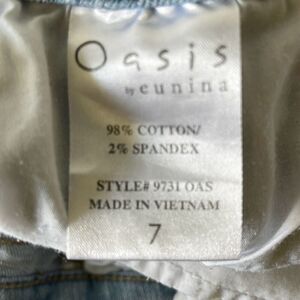 Oasis
by eunina
98% COTTON/
2% SPANDEX
STYLE# 9731 OAS
MADE IN VIETNAM
7